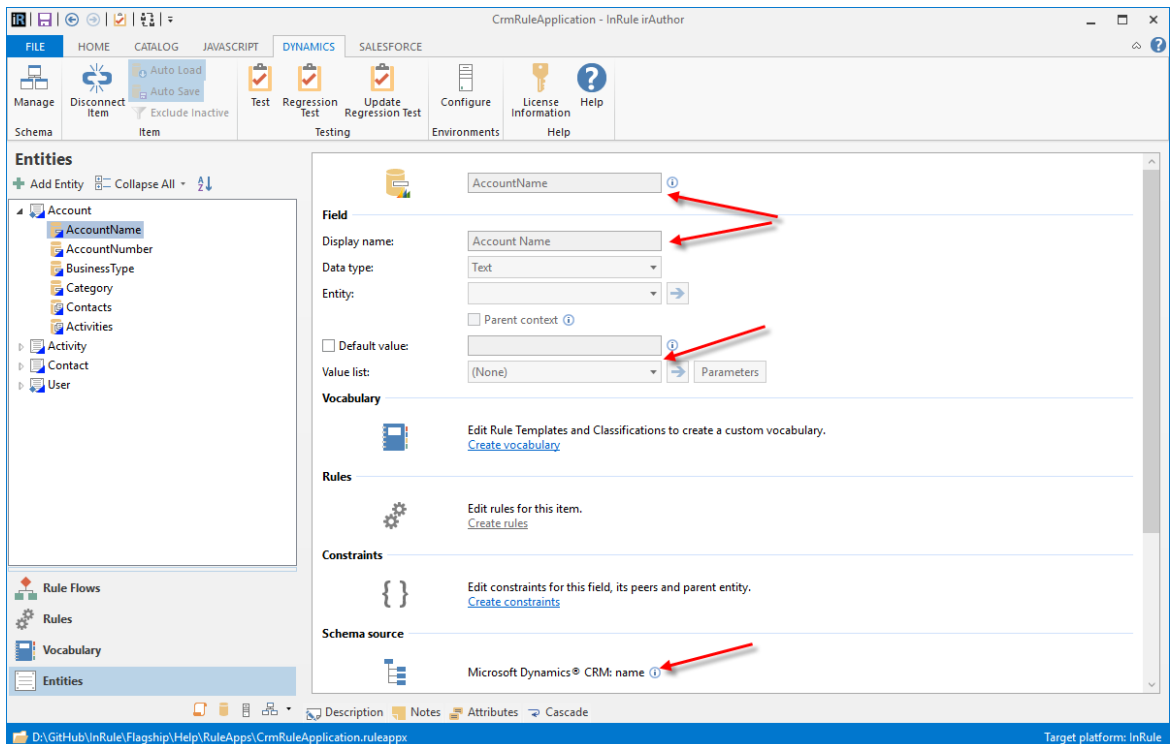 iR
CrmRuleApplication - InRule irAuthor
FILE HOME CATALOG JAVASCRIPT DYNAMICS SALESFORCE
Manage
Disconnect Item
Auto Load
Auto Save
Exclude Inactive
Test
Regression Test
Update Regression Test
Configure
License Information
Help
Schema Item Testing Environments Help
Entities
Add Entity Collapse All
Account
AccountName
AccountNumber
BusinessType
Category
Contacts
Activities
Activity
Contact
User
Rule Flows
Rules
Vocabulary
Entities
AccountName
Field
Display name: Account Name
Data type: Text
Entity:
Parent context
Default value:
Value list: (None) Parameters
Vocabulary
Edit Rule Templates and Classifications to create a custom vocabulary.
Create vocabulary
Rules
Edit rules for this item.
Create rules
Constraints
{ }
Edit constraints for this field, its peers and parent entity.
Create constraints
Schema source
Microsoft Dynamics® CRM: name
Description Notes Attributes Cascade
D:\GitHub\InRule\Flagship\Help\RuleApps\CrmRuleApplication.ruleappx Target platform: InRule